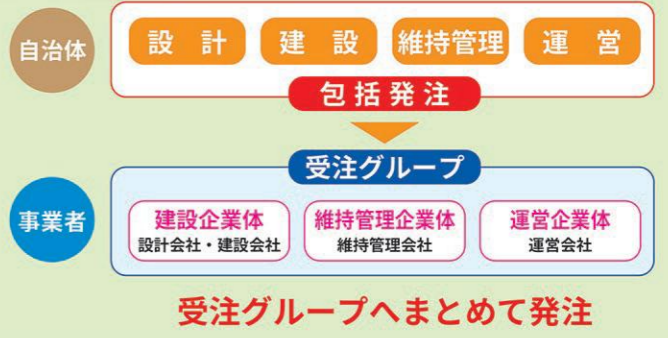 自治体
設計 建設 維持管理 運営
包括発注
受注グループ
事業者
建設企業体 維持管理企業体 運営企業体
設計会社・建設会社 維持管理会社 運営会社
受注グループへまとめて発注